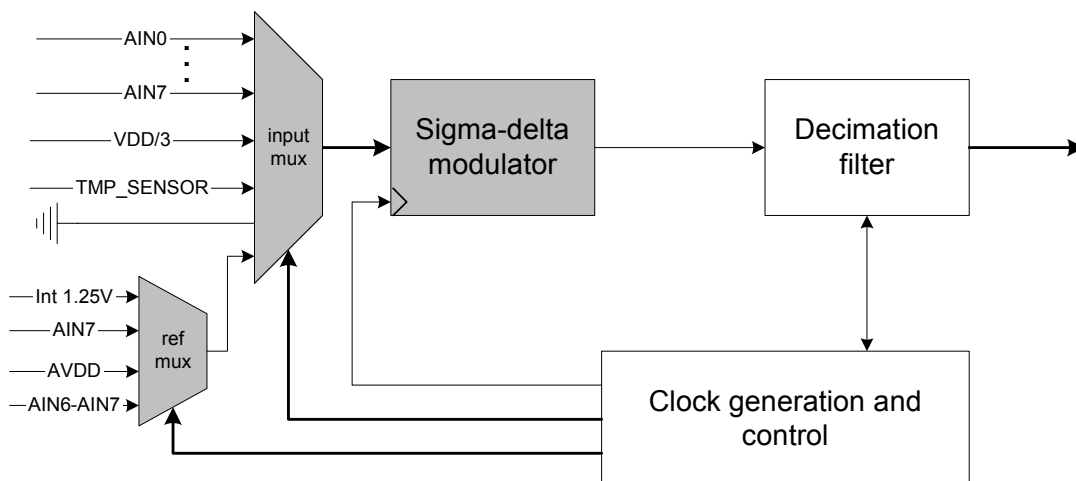 AIN0
AIN7
VDD/3
TMP_SENSOR
input
mux
Sigma-delta
modulator
Decimation
filter
Int 1.25V
AIN7
AVDD
AIN6-AIN7
ref
mux
Clock generation and
control